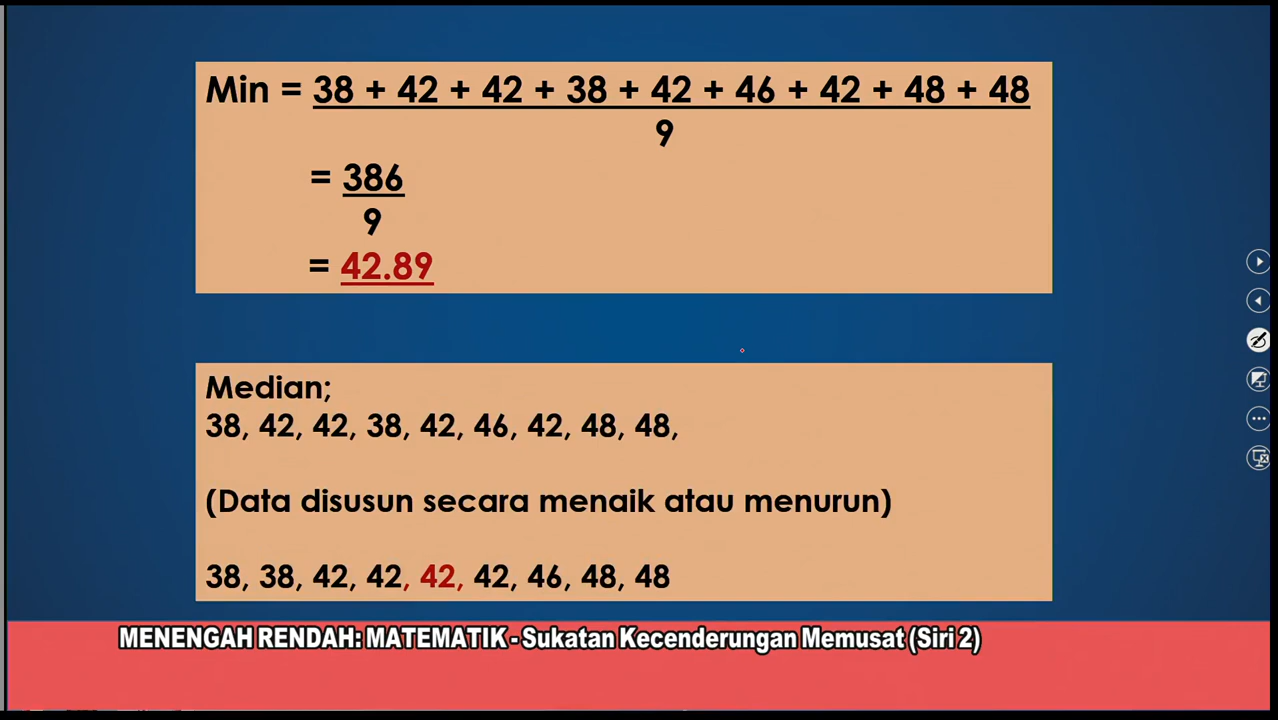 Min = 38 + 42 + 42 + 38 + 42 + 46 + 42 + 48 + 48
9
= 386
9
= 42.89
Median;
38, 42, 42, 38, 42, 46, 42, 48, 48,
(Data disusun secara menaik atau menurun)
38, 38, 42, 42, 42, 42, 46, 48, 48
MENENGAH RENDAH: MATEMATIK - Sukatan Kecenderungan Memusat (Siri 2)